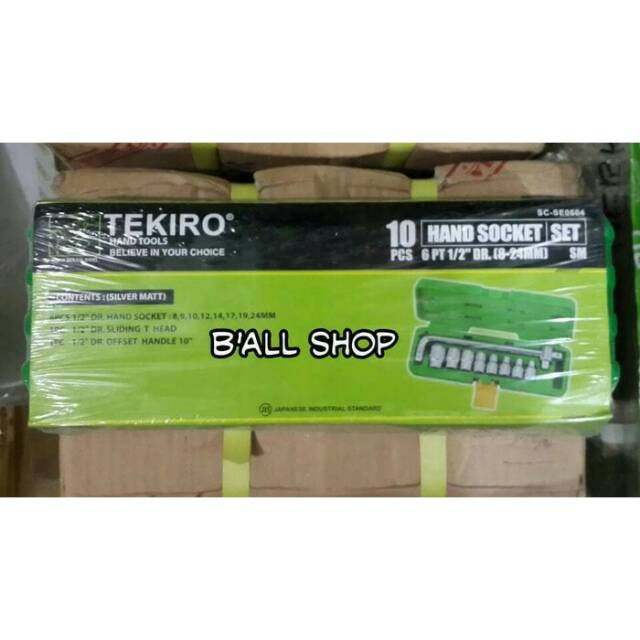 TEKIRO®
HAND TOOLS
BELIEVE IN YOUR CHOICE
SC-SE0604
10 PCS HAND SOCKET SET
6 PT 1/2" DR. (8-24MM) SM
CONTENTS : (SILVER MATT)
8PCS 1/2" DR. HAND SOCKET : 8,9,10,12,14,17,19,24MM
1PC 1/2" DR. SLIDING T HEAD
1PC 1/2" DR. OFFSET HANDLE 10"
B'ALL SHOP
JIS JAPANESE INDUSTRIAL STANDARD